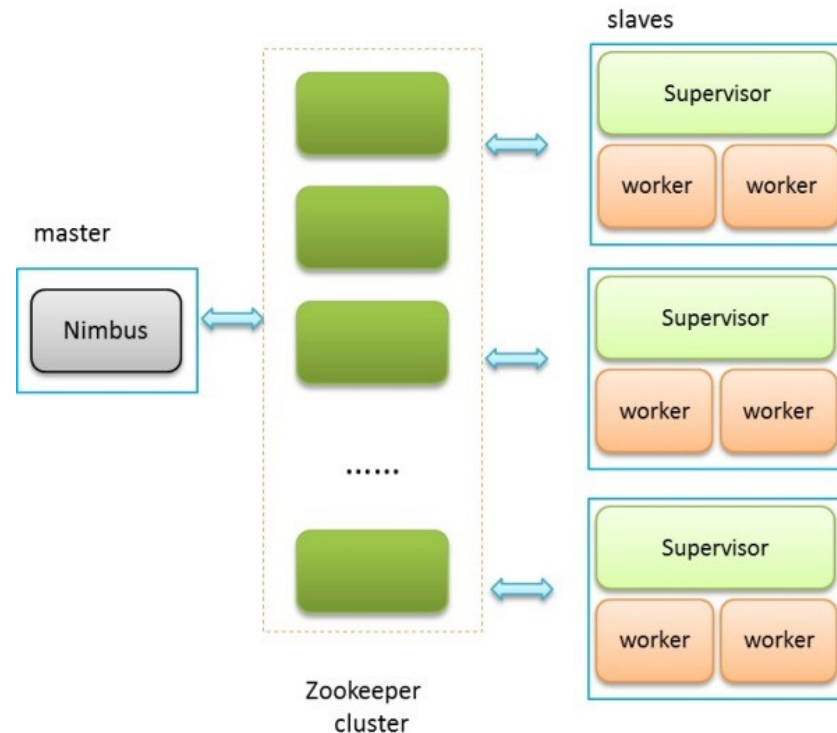 slaves
Supervisor
worker worker
master
Nimbus
Supervisor
worker worker
......
Supervisor
worker worker
Zookeeper
cluster